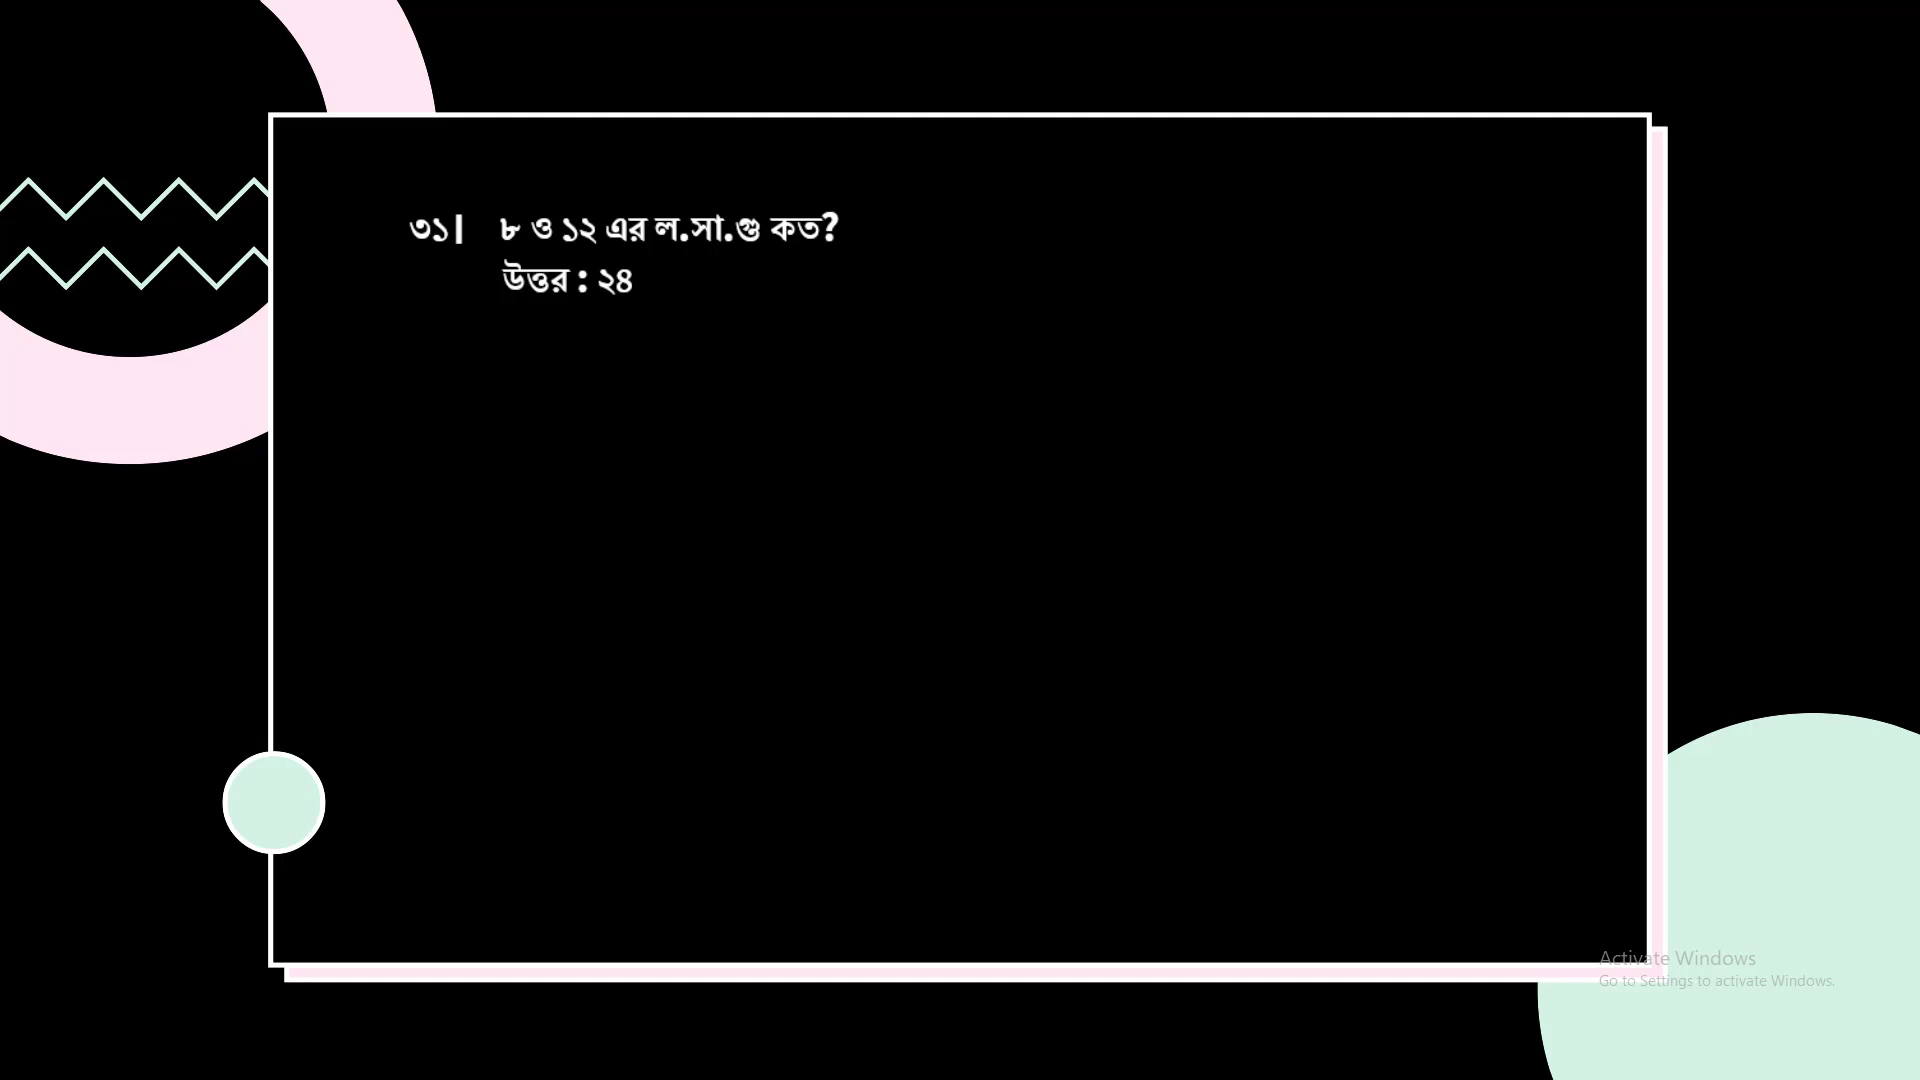 ৩১| ৮ ও ১২ এর ল.সা.গু কত?
উত্তর : ২৪
Activate Windows
Go to Settings to activate Windows.